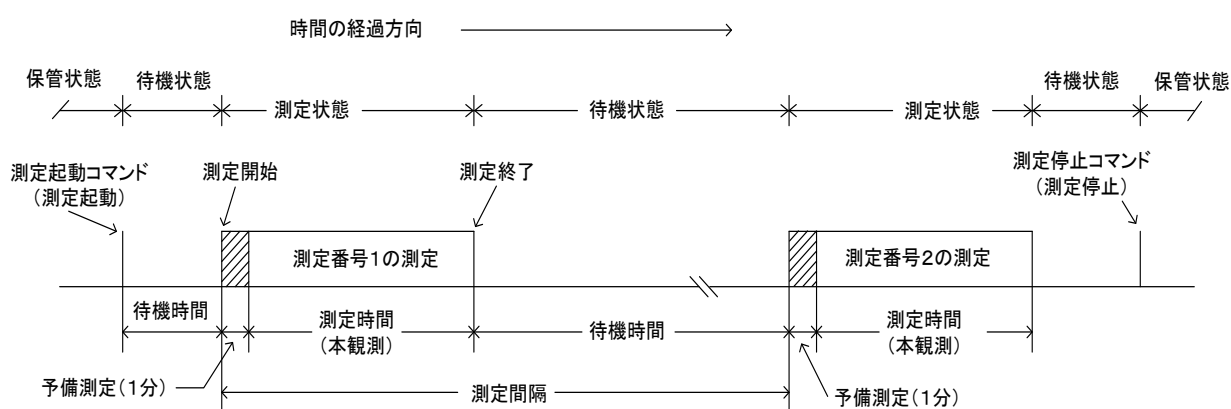 時間の経過方向
保管状態
待機状態
測定状態
待機状態
測定状態
待機状態
保管状態
測定起動コマンド
(測定起動)
測定開始
測定終了
測定停止コマンド
(測定停止)
測定番号1の測定
測定番号2の測定
待機時間
測定時間
(本観測)
待機時間
測定時間
(本観測)
予備測定(1分)
測定間隔
予備測定(1分)